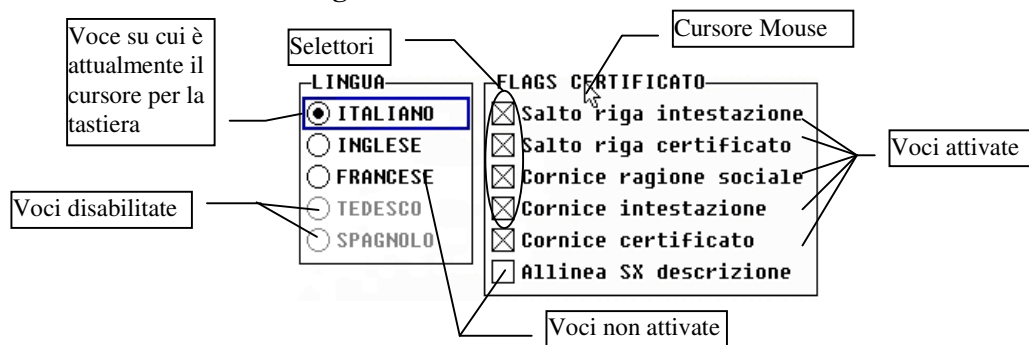 Voce su cui è
attualmente il
cursore per la
tastiera
Selettori
Cursore Mouse
LINGUA
ITALIANO
INGLESE
FRANCESE
TEDESCO
SPAGNOLO
FLAGS CERTIFICATO
Salto riga intestazione
Salto riga certificato
Cornice ragione sociale
Cornice intestazione
Cornice certificato
Allinea SX descrizione
Voci attivate
Voci disabilitate
Voci non attivate